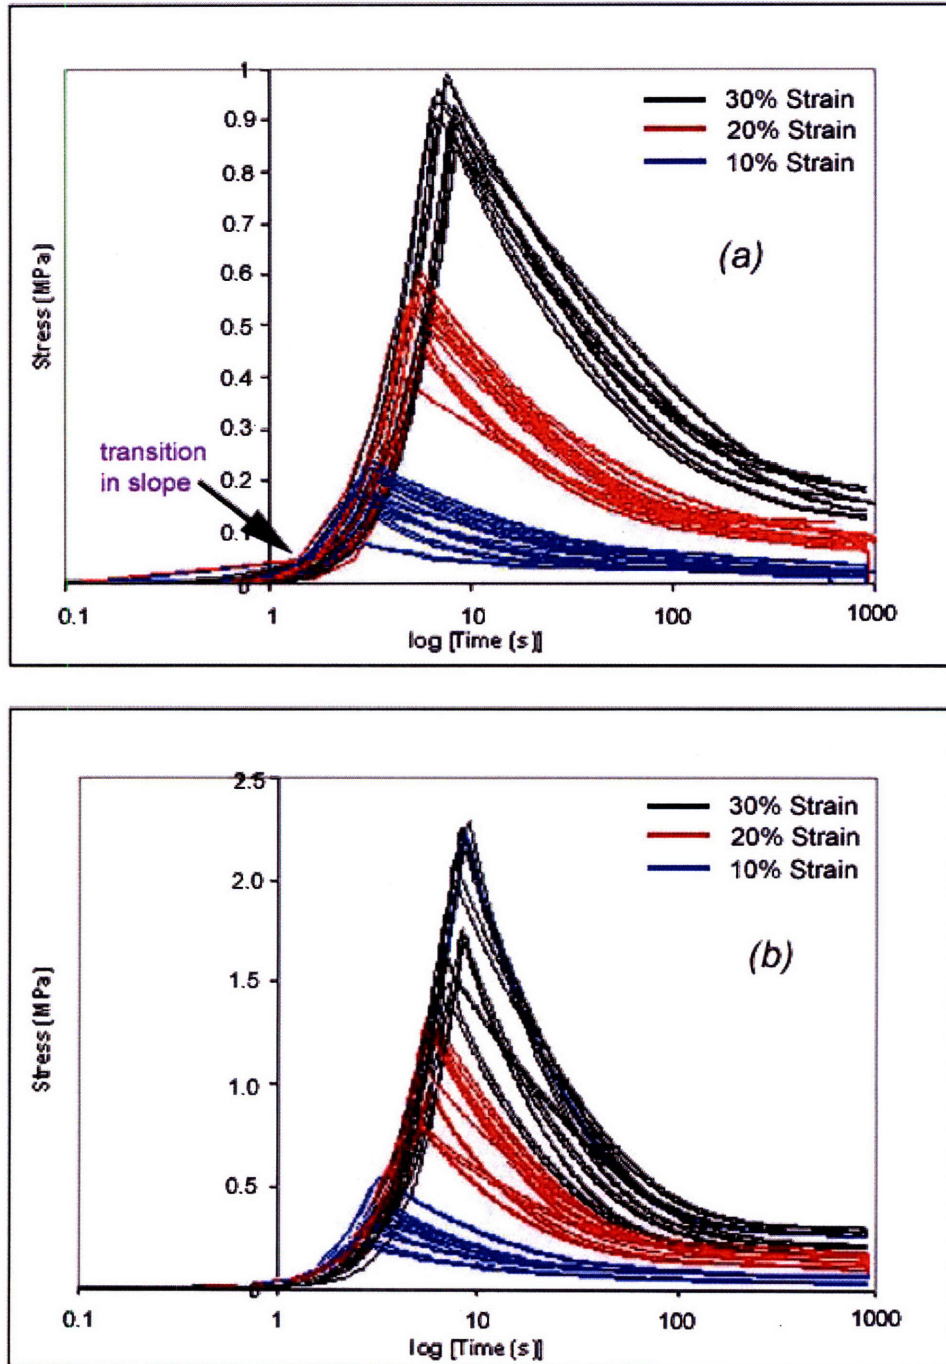 1
0.9
0.8
0.7
0.6
0.5
0.4
0.3
0.2
0.1
0
Stress [MPa]
30% Strain
20% Strain
10% Strain
(a)
transition
in slope
0.1 1 10 100 1000
log [Time (s)]
2.5
2.0
1.5
1.0
0.5
0
Stress [MPa]
30% Strain
20% Strain
10% Strain
(b)
0.1 1 10 100 1000
log [Time (s)]